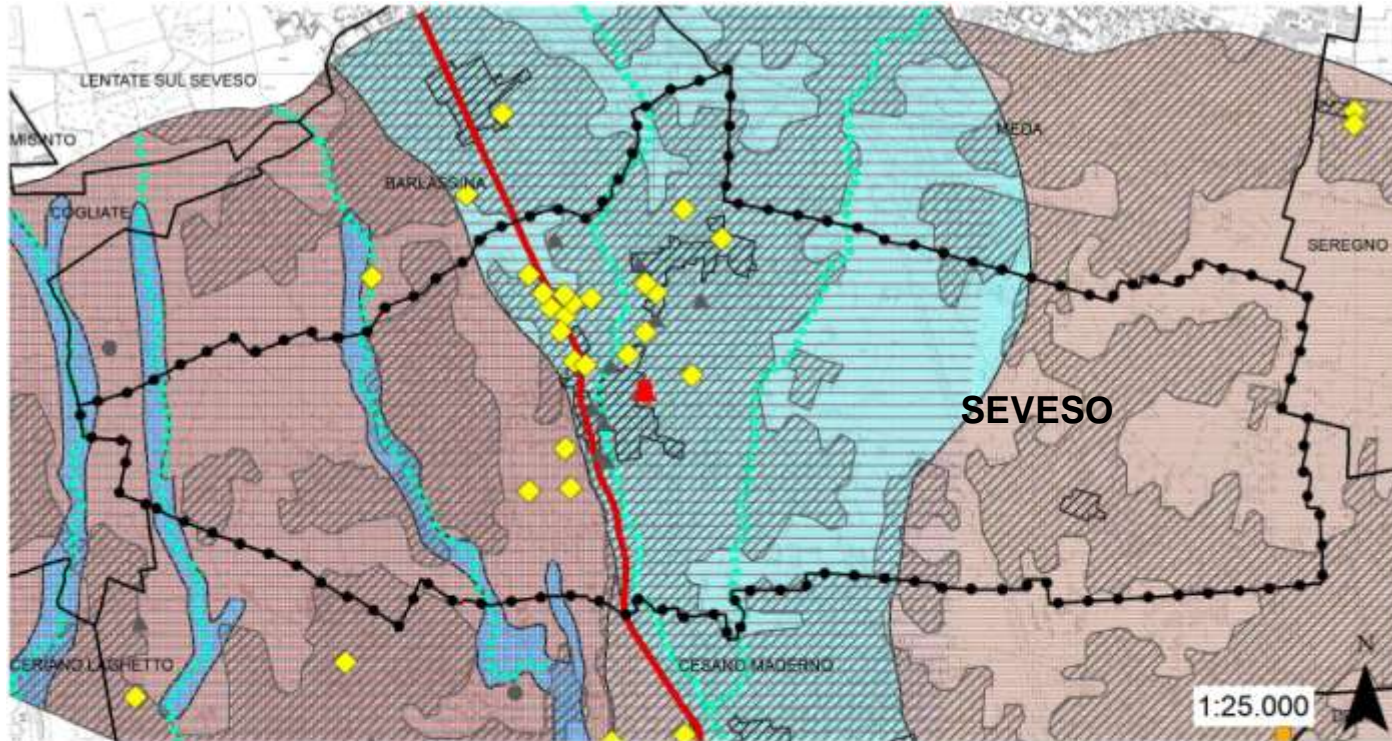 LENTATE SUL SEVESO
MISINTO
MEDA
BARLASSINA
COGLIATE
SEREGNO
SEVESO
N
CERIANO LAGHETTO
CESANO MADERNO
1:25.000